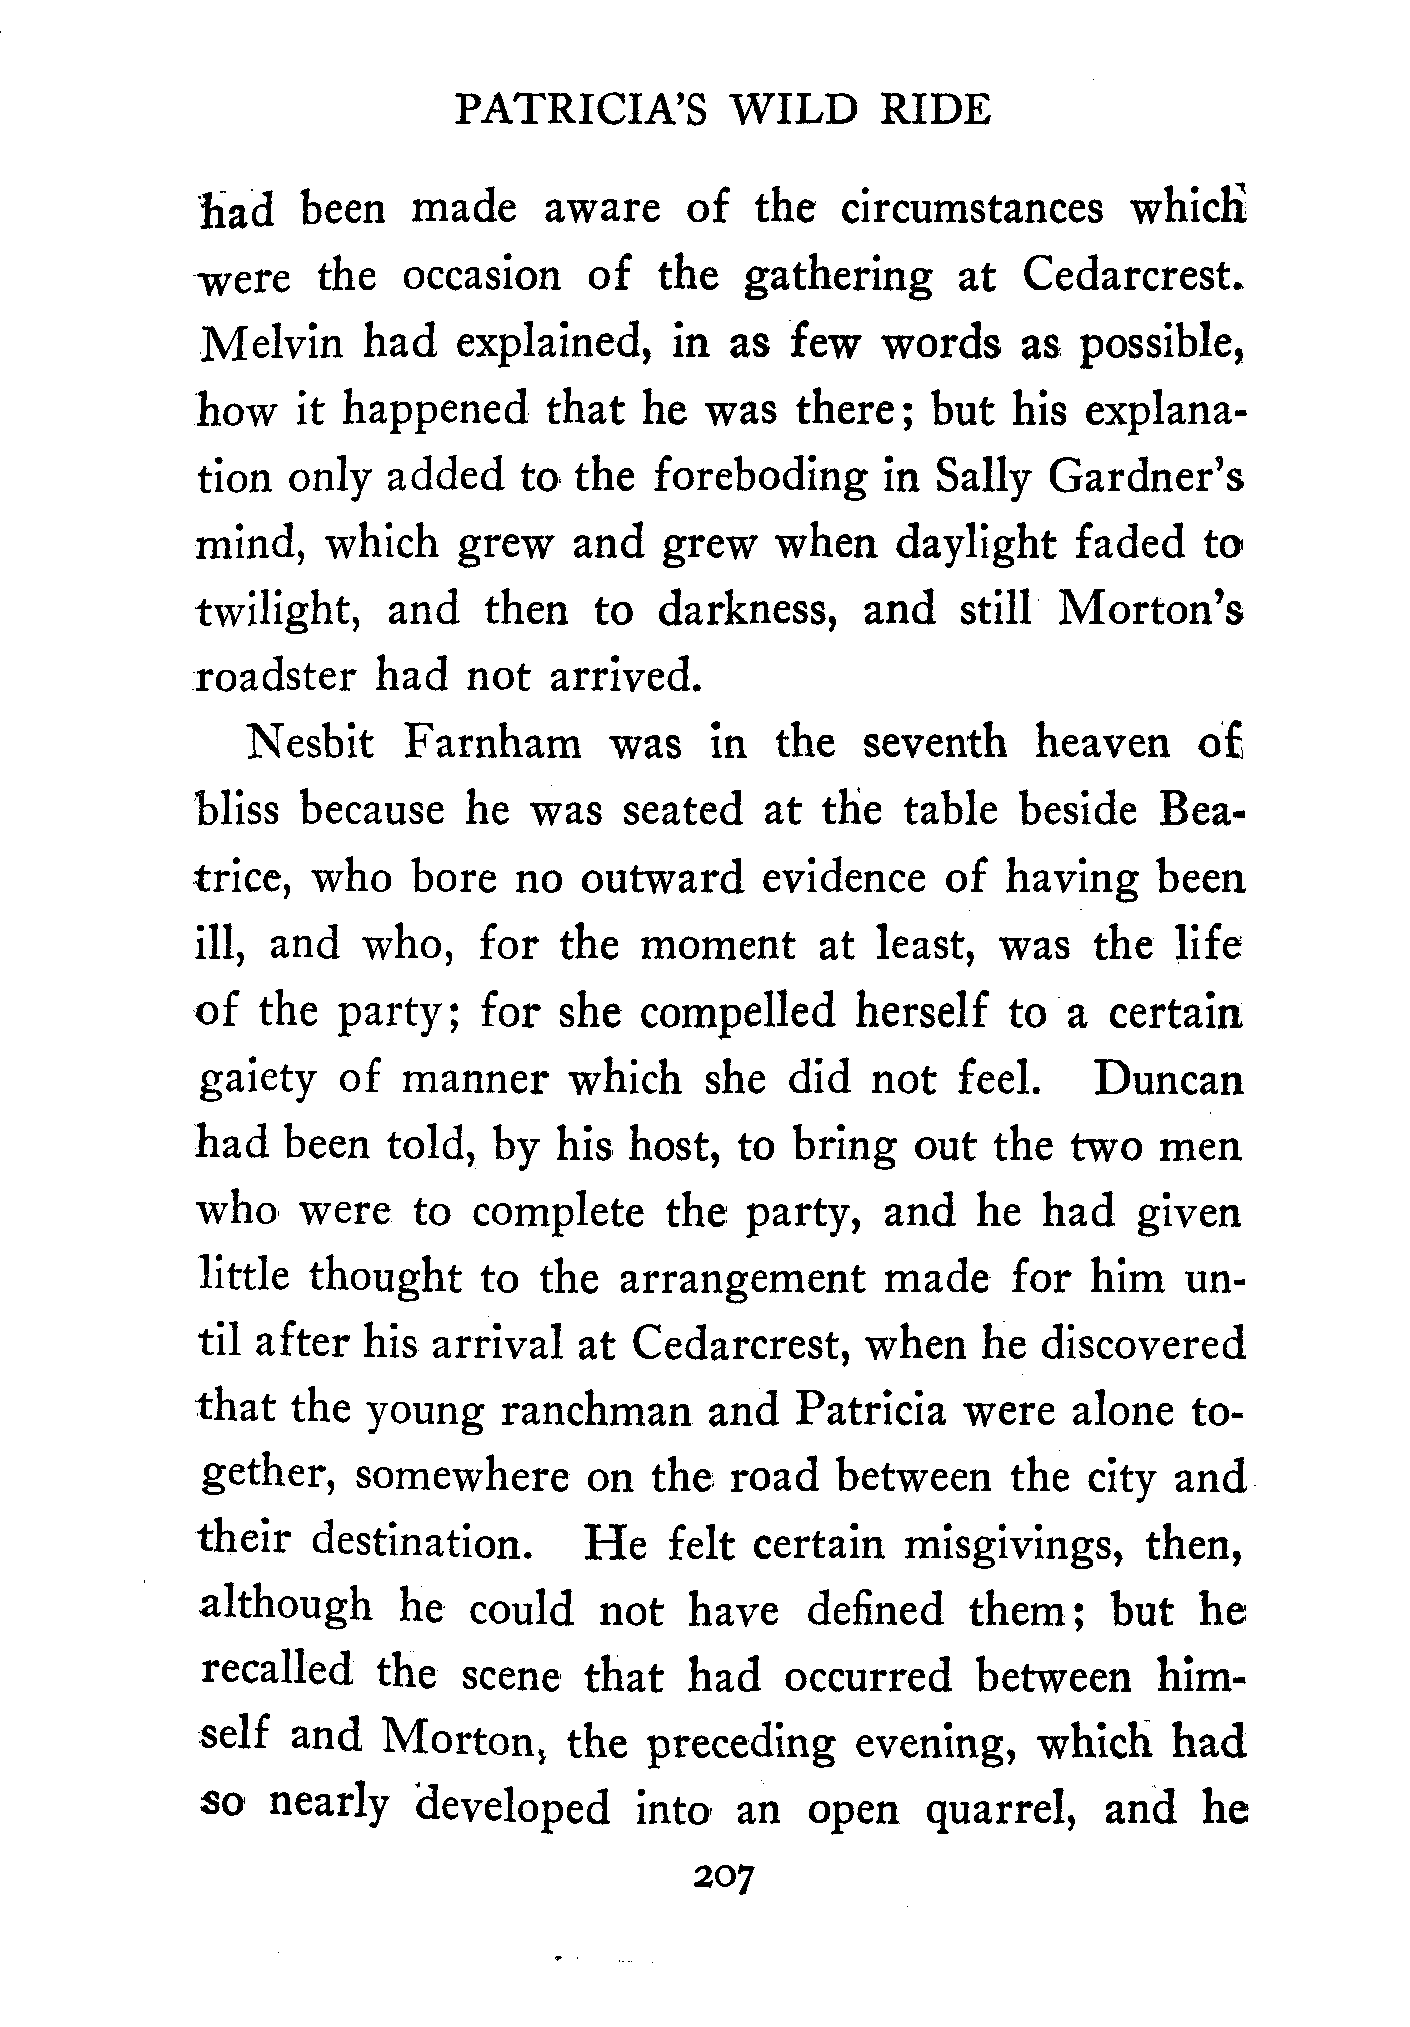 PATRICIA'S WILD RIDE
had been made aware of the circumstances which
were the occasion of the gathering at Cedarcrest.
Melvin had explained, in as few words as possible,
how it happened that he was there; but his explana-
tion only added to the foreboding in Sally Gardner's
mind, which grew and grew when daylight faded to
twilight, and then to darkness, and still Morton's
roadster had not arrived.
Nesbit Farnham was in the seventh heaven of
bliss because he was seated at the table beside Bea-
trice, who bore no outward evidence of having been
ill, and who, for the moment at least, was the life
of the party; for she compelled herself to a certain
gaiety of manner which she did not feel. Duncan
had been told, by his host, to bring out the two men
who were to complete the party, and he had given
little thought to the arrangement made for him un-
til after his arrival at Cedarcrest, when he discovered
that the young ranchman and Patricia were alone to-
gether, somewhere on the road between the city and
their destination. He felt certain misgivings, then,
although he could not have defined them; but he
recalled the scene that had occurred between him-
self and Morton, the preceding evening, which had
so nearly developed into an open quarrel, and he
207